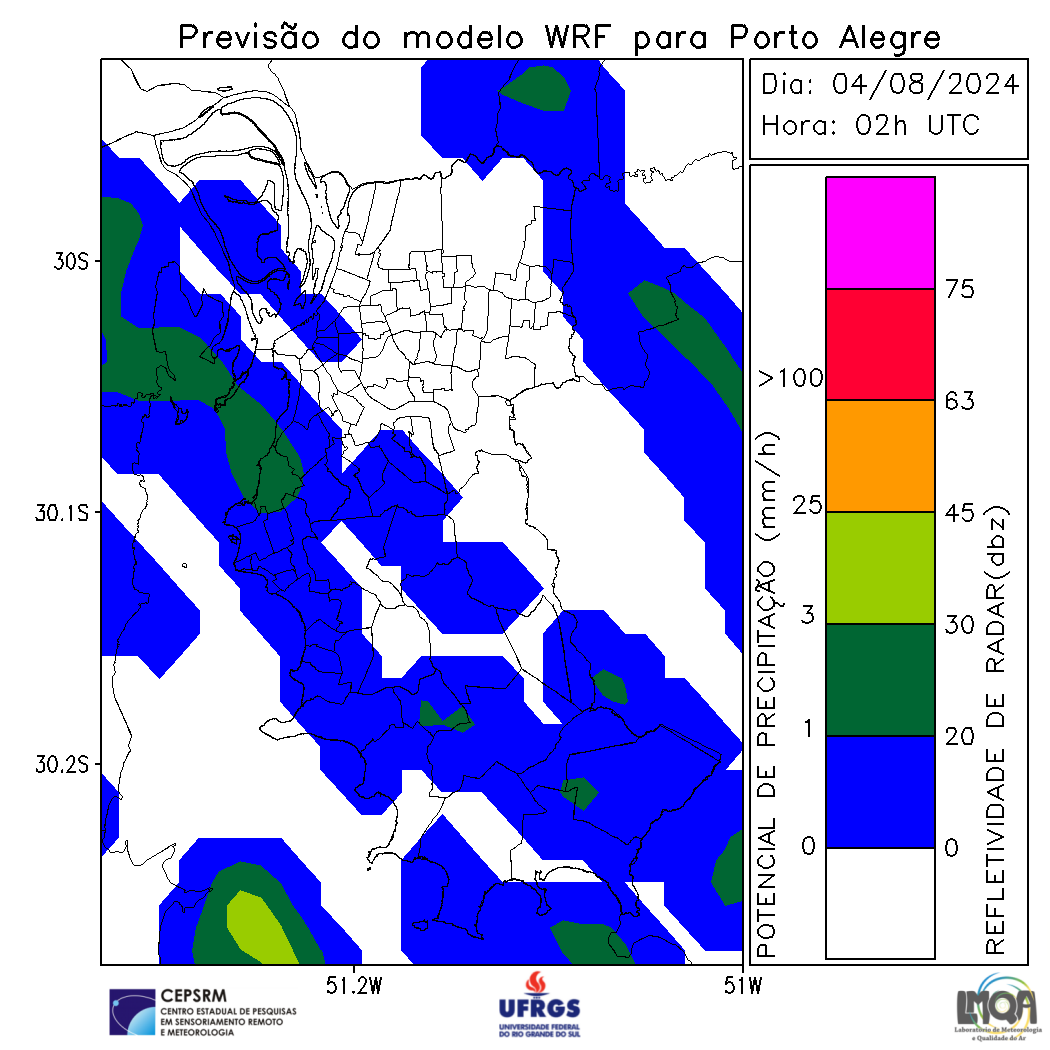 Previsão do modelo WRF para Porto Alegre
Dia: 04/08/2024
Hora: 02h UTC
30S
30.1S
30.2S
51.2W
51W
POTENCIAL DE PRECIPITAÇÃO (mm/h)
>100
25
3
1
0
75
63
45
30
20
0
REFLETIVIDADE DE RADAR(dbz)
CEPSRM
CENTRO ESTADUAL DE PESQUISAS
EM SENSORIAMENTO REMOTO
E METEOROLOGIA
UFRGS
UNIVERSIDADE FEDERAL
DO RIO GRANDE DO SUL
LMQA
Laboratório de Meteorologia
e Qualidade do Ar